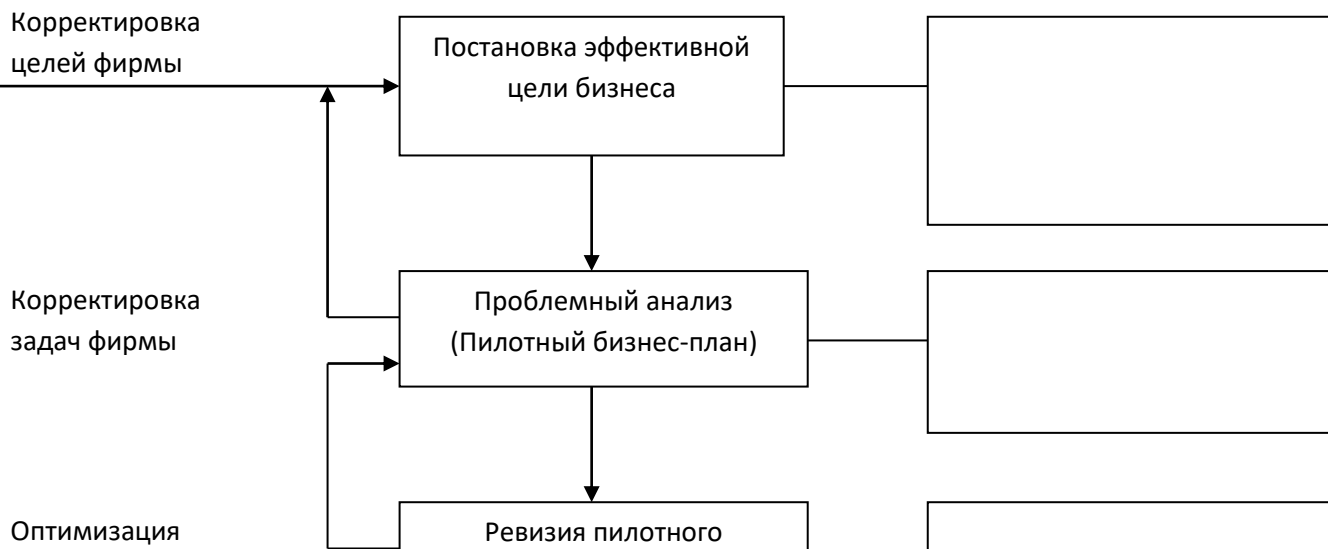 Корректировка
целей фирмы
Постановка эффективной
цели бизнеса
Корректировка
задач фирмы
Проблемный анализ
(Пилотный бизнес-план)
Оптимизация
Ревизия пилотного